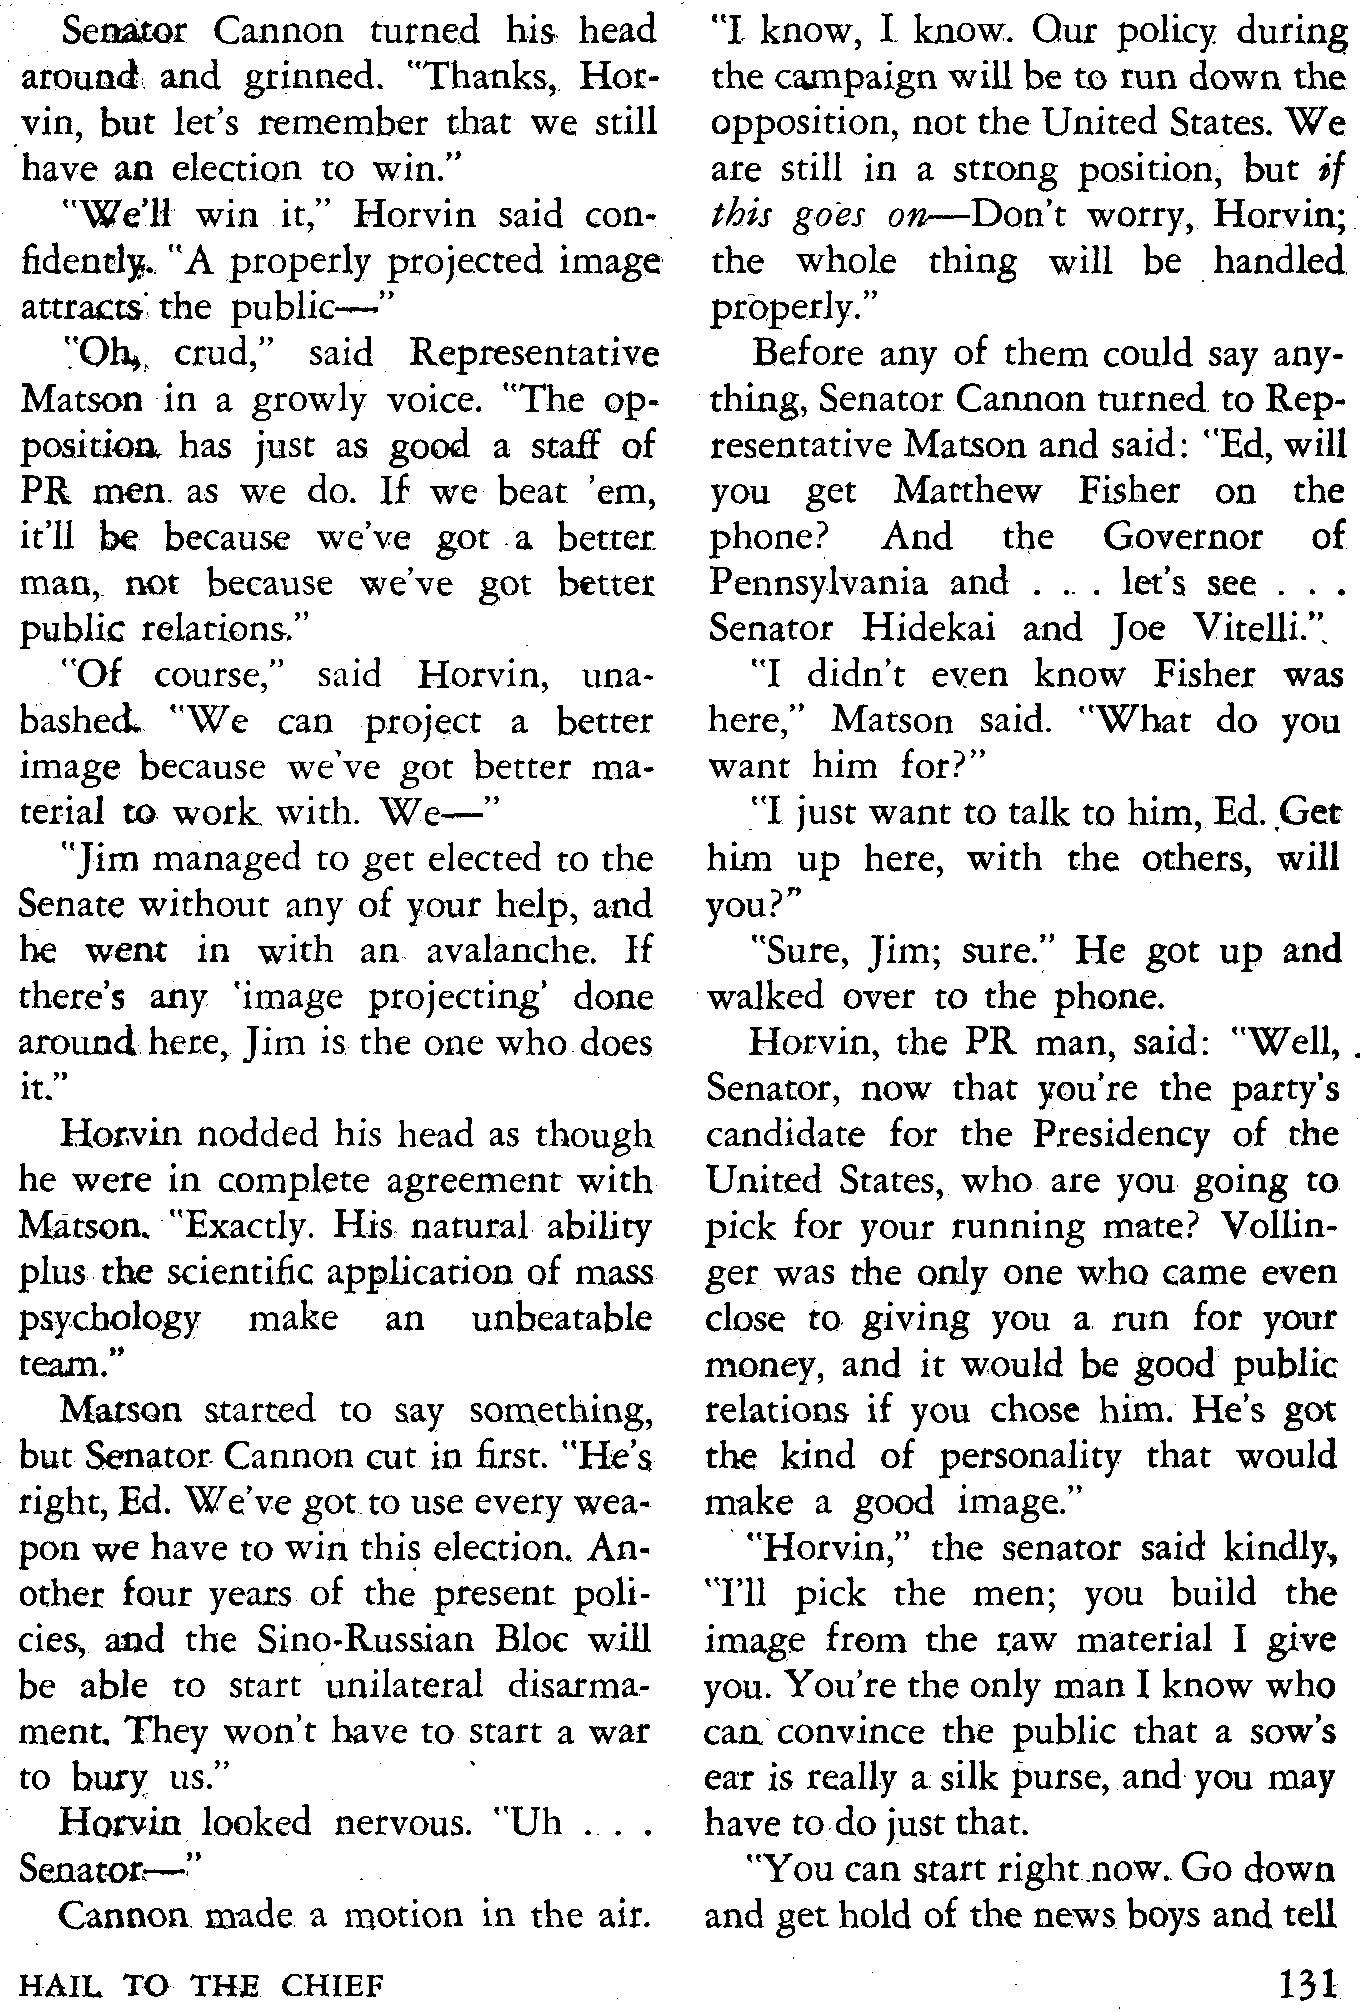 Senator Cannon turned his head
around and grinned. "Thanks, Hor-
vin, but let's remember that we still
have an election to win."
"We'll win it," Horvin said con-
fidently. "A properly projected image
attracts the public—"
"Oh, crud," said Representative
Matson in a growly voice. "The op-
position has just as good a staff of
PR men as we do. If we beat 'em,
it'll be because we've got a better
man, not because we've got better
public relations."
"Of course," said Horvin, una-
bashed. "We can project a better
image because we've got better ma-
terial to work with. We—"
"Jim managed to get elected to the
Senate without any of your help, and
he went in with an avalanche. If
there's any 'image projecting' done
around here, Jim is the one who does
it."
Horvin nodded his head as though
he were in complete agreement with
Matson. "Exactly. His natural ability
plus the scientific application of mass
psychology make an unbeatable
team."
Matson started to say something,
but Senator Cannon cut in first. "He's
right, Ed. We've got to use every wea-
pon we have to win this election. An-
other four years of the present poli-
cies, and the Sino-Russian Bloc will
be able to start unilateral disarma-
ment. They won't have to start a war
to bury us."
Horvin looked nervous. "Uh . . .
Senator—"
Cannon made a motion in the air.
"I know, I know. Our policy during
the campaign will be to run down the
opposition, not the United States. We
are still in a strong position, but if
this goes on—Don't worry, Horvin;
the whole thing will be handled
properly."
Before any of them could say any-
thing, Senator Cannon turned to Rep-
resentative Matson and said: "Ed, will
you get Matthew Fisher on the
phone? And the Governor of
Pennsylvania and . . . let's see . . .
Senator Hidekai and Joe Vitelli."
"I didn't even know Fisher was
here," Matson said. "What do you
want him for?"
"I just want to talk to him, Ed. Get
him up here, with the others, will
you?"
"Sure, Jim; sure." He got up and
walked over to the phone.
Horvin, the PR man, said: "Well,
Senator, now that you're the party's
candidate for the Presidency of the
United States, who are you going to
pick for your running mate? Vollin-
ger was the only one who came even
close to giving you a run for your
money, and it would be good public
relations if you chose him. He's got
the kind of personality that would
make a good image."
"Horvin," the senator said kindly,
"I'll pick the men; you build the
image from the raw material I give
you. You're the only man I know who
can convince the public that a sow's
ear is really a silk purse, and you may
have to do just that.
"You can start right now. Go down
and get hold of the news boys and tell
HAIL TO THE CHIEF 131